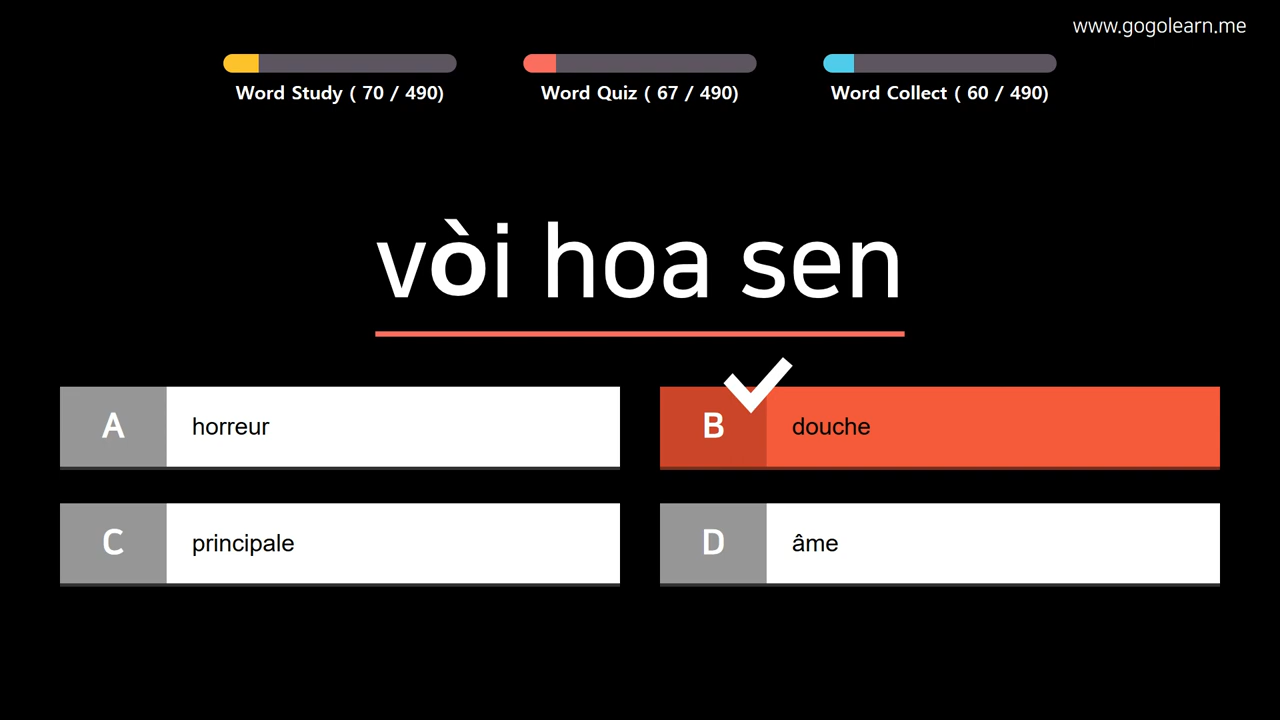 www.gogolearn.me
Word Study ( 70 / 490)
Word Quiz ( 67 / 490)
Word Collect ( 60 / 490)
vòi hoa sen
A horreur
B douche
C principale
D âme